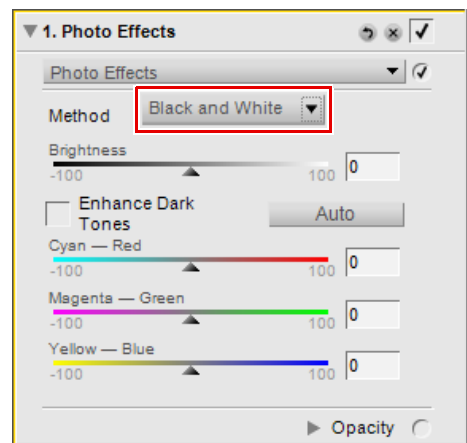 1. Photo Effects
Photo Effects
Method Black and White
Brightness
-100 100 0
Enhance Dark
Tones
Auto
Cyan — Red
-100 100 0
Magenta — Green
-100 100 0
Yellow — Blue
-100 100 0
Opacity